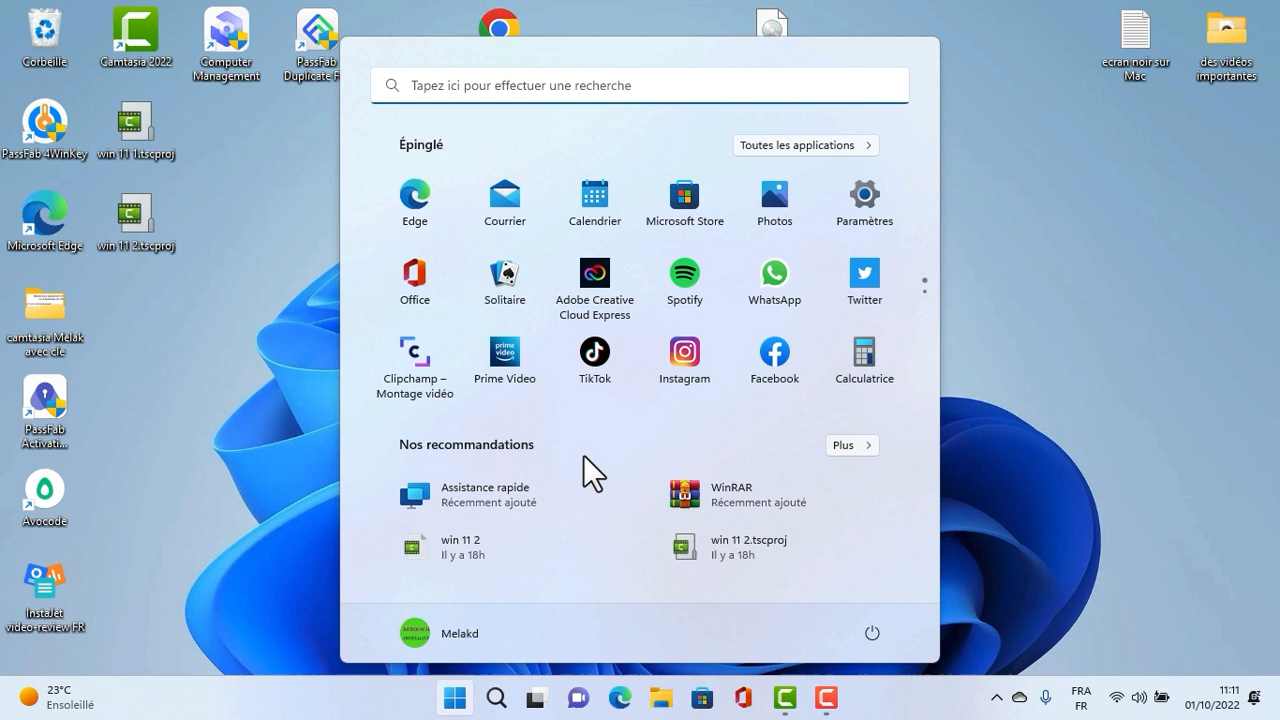 Corbeille
Camtasia 2022
Computer
Management
PassFab
Duplicate F
ecran noir sur
Mac
des vidéos
importantes
PassFab 4WinKey
win 11 1.tscproj
Microsoft Edge
win 11 2.tscproj
camtasia Melak
avec cle
PassFab
Activati...
Avocode
InstaJet
video-review FR
Tapez ici pour effectuer une recherche
Épinglé
Toutes les applications
Edge
Courrier
Calendrier
Microsoft Store
Photos
Paramètres
Office
Solitaire
Adobe Creative
Cloud Express
Spotify
WhatsApp
Twitter
Clipchamp –
Montage vidéo
prime
video
Prime Video
TikTok
Instagram
Facebook
Calculatrice
Nos recommandations
Plus
Assistance rapide
Récemment ajouté
WinRAR
Récemment ajouté
win 11 2
Il y a 18h
win 11 2.tscproj
Il y a 18h
Melakd
23°C
Ensoleillé
FRA
FR
11:11
01/10/2022